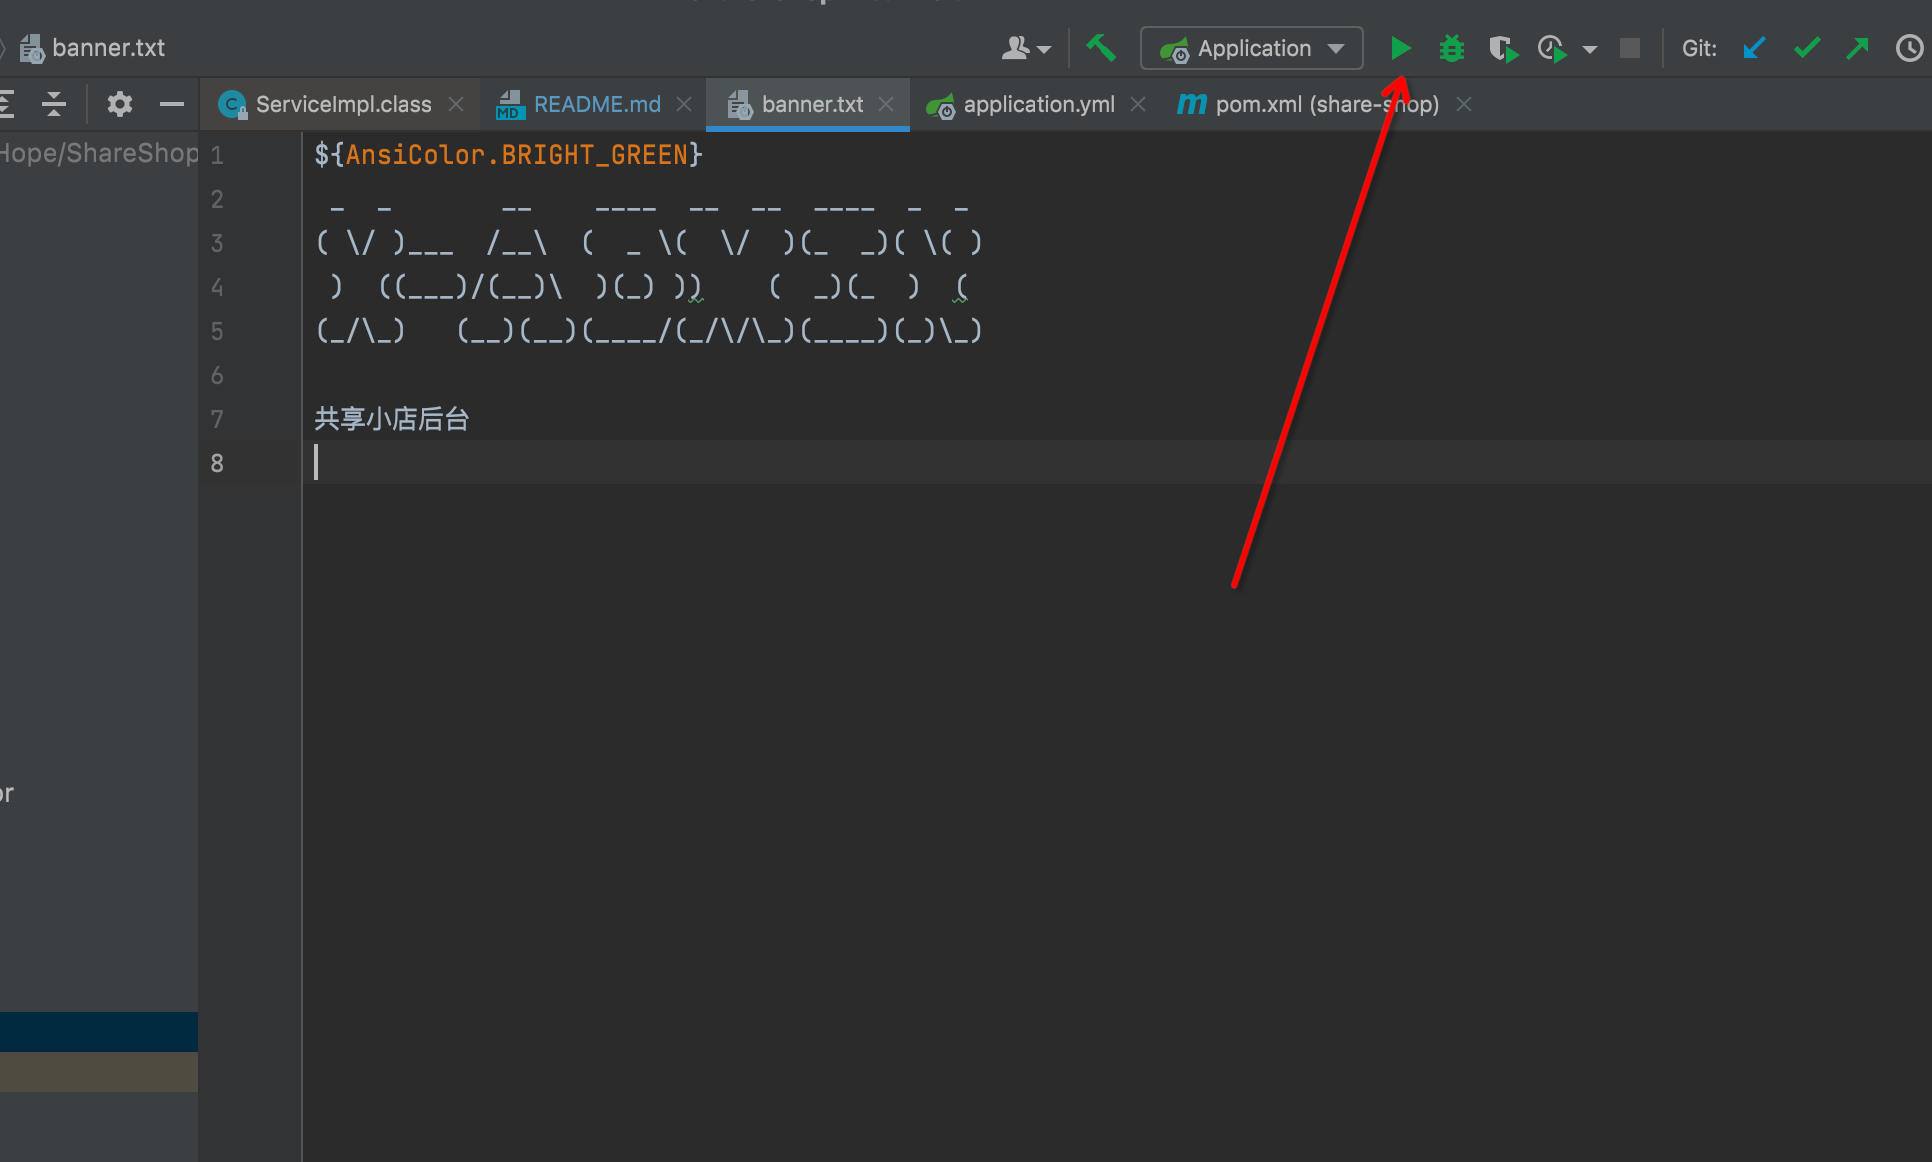 banner.txt
Application
Git:
ServiceImpl.class
README.md
banner.txt
application.yml
pom.xml (share-shop)
Hope/ShareShop
1 ${AnsiColor.BRIGHT_GREEN}
2  _  _       __    ____  __  __  ____  _  _
3 ( \/ )___  /__\  (  _ \(  \/  )(_  _)( \( )
4  )  ((___)/(__)\  )(_) ))    (  _)(_  )  (
5 (_/\_)   (__)(__)(____/(_/\/\_)(____)(_)\_)
6
7 共享小店后台
8
or